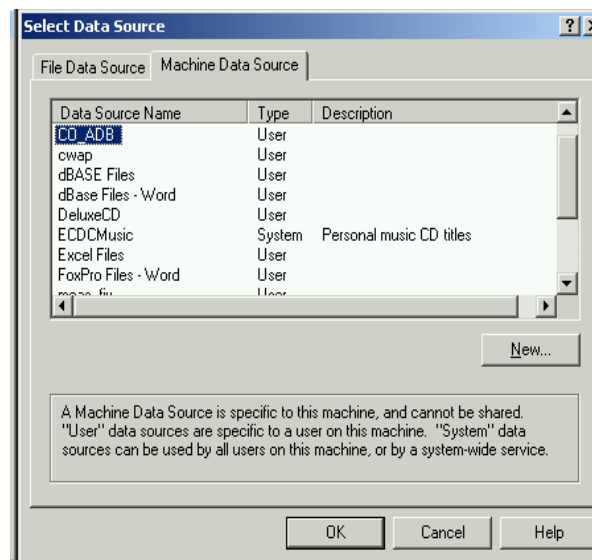 Select Data Source
File Data Source Machine Data Source
Data Source Name Type Description
CO_ADB User
cwap User
dBASE Files User
dBase Files - Word User
DeluxeCD User
ECDCMusic System Personal music CD titles
Excel Files User
FoxPro Files - Word User
User
New...
A Machine Data Source is specific to this machine, and cannot be shared.
"User" data sources are specific to a user on this machine. "System" data
sources can be used by all users on this machine, or by a system-wide service.
OK Cancel Help